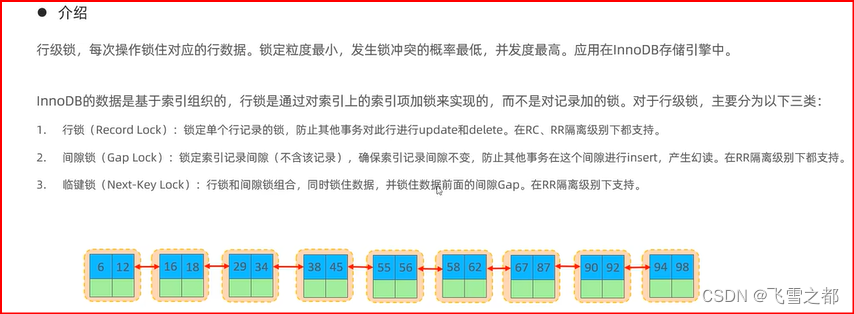 ● 介绍
行级锁，每次操作锁住对应的行数据。锁定粒度最小，发生锁冲突的概率最低，并发度最高。应用在InnoDB存储引擎中。
InnoDB的数据是基于索引组织的，行锁是通过对索引上的索引项加锁来实现的，而不是对记录加的锁。对于行级锁，主要分为以下三类：
1. 行锁（Record Lock）：锁定单个行记录的锁，防止其他事务对此行进行update和delete。在RC、RR隔离级别下都支持。
2. 间隙锁（Gap Lock）：锁定索引记录间隙（不含该记录），确保索引记录间隙不变，防止其他事务在这个间隙进行insert，产生幻读。在RR隔离级别下都支持。
3. 临键锁（Next-Key Lock）：行锁和间隙锁组合，同时锁住数据，并锁住数据前面的间隙Gap。在RR隔离级别下支持。
6 12 16 18 29 34 38 45 55 56 58 62 67 87 90 92 94 98
CSDN @飞雪之都